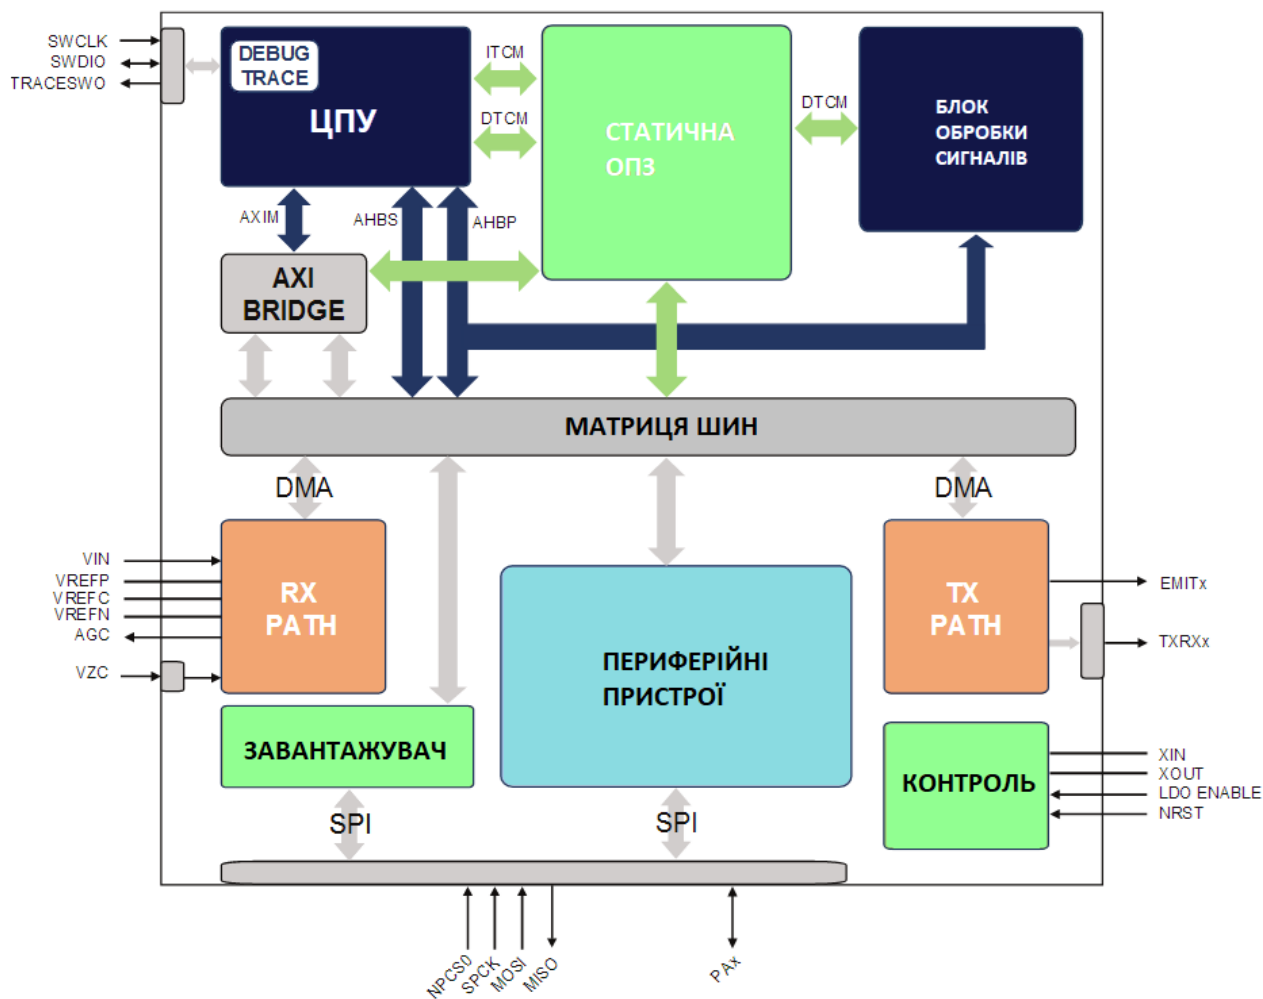 SWCLK
SWDIO
TRACESWO
DEBUG
TRACE
ЦПУ
ITCM
DTCM
СТАТИЧНА
ОПЗ
DTCM
БЛОК
ОБРОБКИ
СИГНАЛІВ
AXIM
AHBS
AHBP
AXI
BRIDGE
МАТРИЦЯ ШИН
DMA
DMA
VIN
VREFP
VREFC
VREFN
AGC
VZC
RX
PATH
ПЕРИФЕРІЙНІ
ПРИСТРОЇ
TX
PATH
EMITx
TXRXx
ЗАВАНТАЖУВАЧ
КОНТРОЛЬ
XIN
XOUT
LDO ENABLE
NRST
SPI
SPI
NPCS0
SPCK
MOSI
MISO
PAx